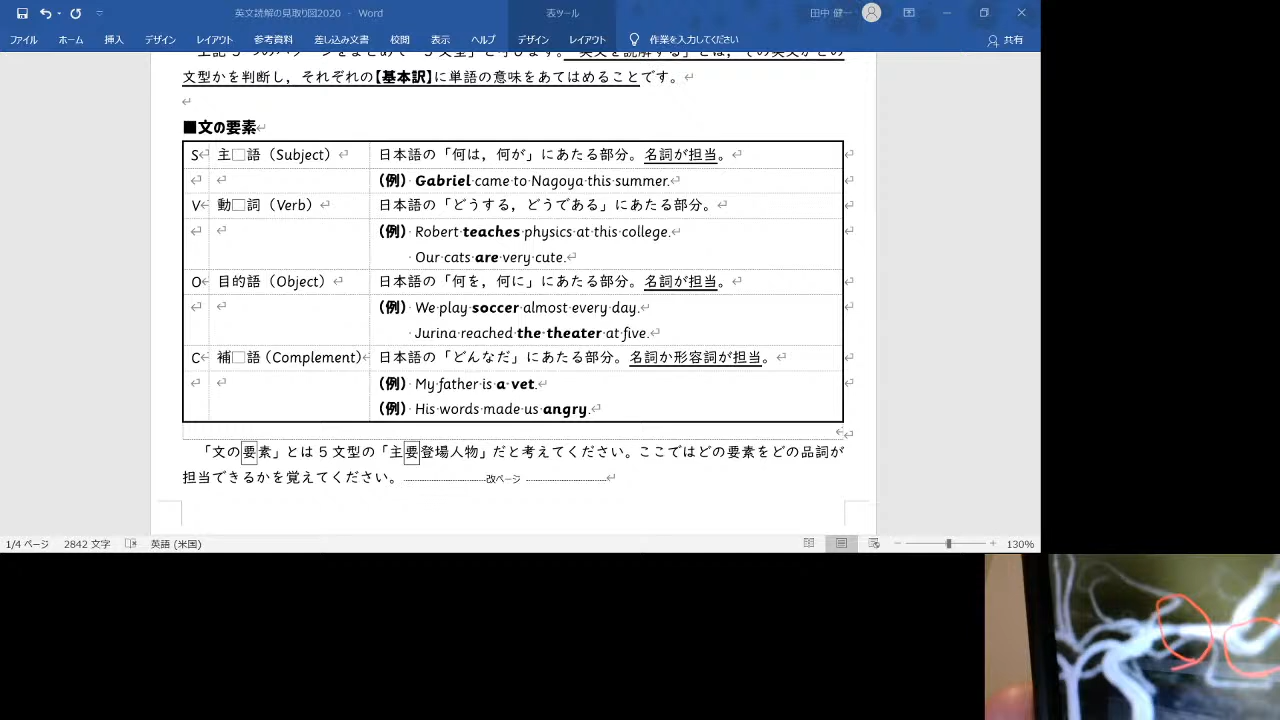 英文読解の見取り図2020 - Word
表ツール
田中 健一
ファイル ホーム 挿入 デザイン レイアウト 参考資料 差し込み文書 校閲 表示 ヘルプ デザイン レイアウト 作業を入力してください 共有
文型かを判断し，それぞれの【基本訳】に単語の意味をあてはめることです。
■文の要素
S 主□語（Subject） 日本語の「何は，何が」にあたる部分。名詞が担当。
（例） Gabriel came to Nagoya this summer.
V 動□詞（Verb） 日本語の「どうする，どうである」にあたる部分。
（例） Robert teaches physics at this college.
Our cats are very cute.
O 目的語（Object） 日本語の「何を，何に」にあたる部分。名詞が担当。
（例） We play soccer almost every day.
Jurina reached the theater at five.
C 補□語（Complement） 日本語の「どんなだ」にあたる部分。名詞か形容詞が担当。
（例） My father is a vet.
（例） His words made us angry.
「文の要素」とは 5 文型の「主要登場人物」だと考えてください。ここではどの要素をどの品詞が
担当できるかを覚えてください。 改ページ
1/4 ページ 2842 文字 英語 (米国) 130%